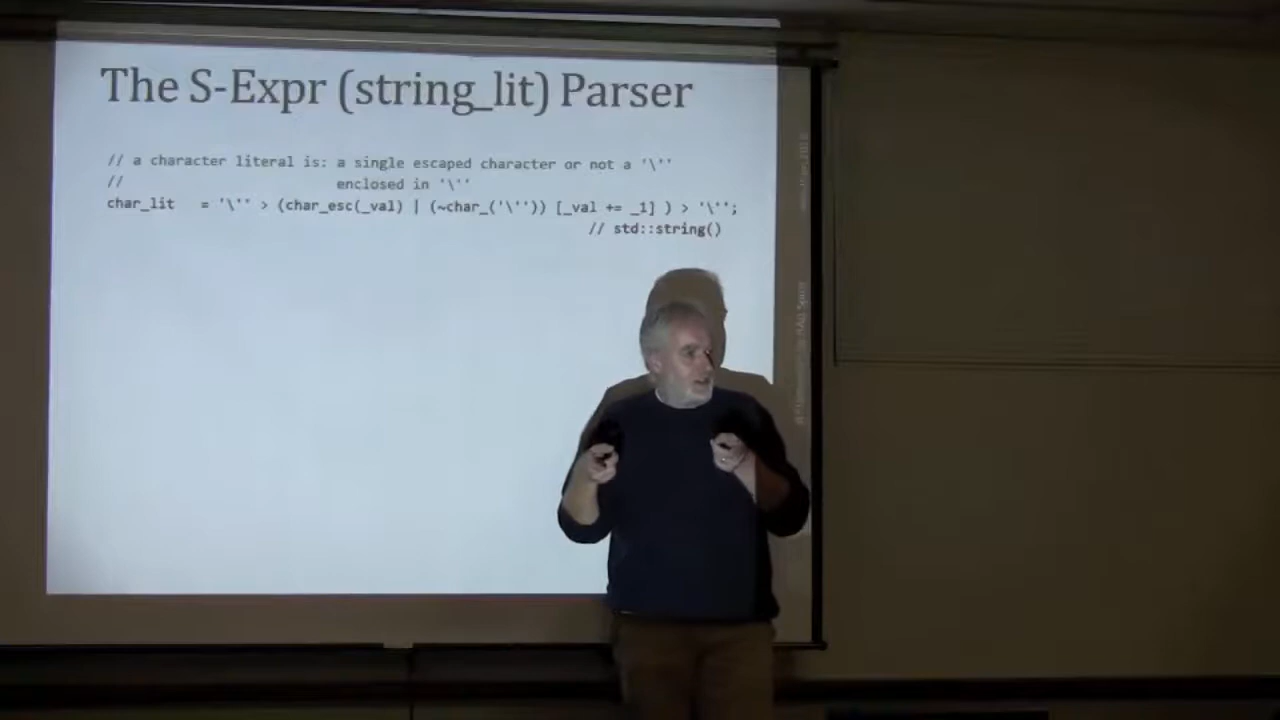 The S-Expr (string_lit) Parser
// a character literal is: a single escaped character or not a '\''
// enclosed in '\''
char_lit = '\'' > (char_esc(_val) | (~char_('\'')) [_val += _1] ) > '\'';
// std::string()